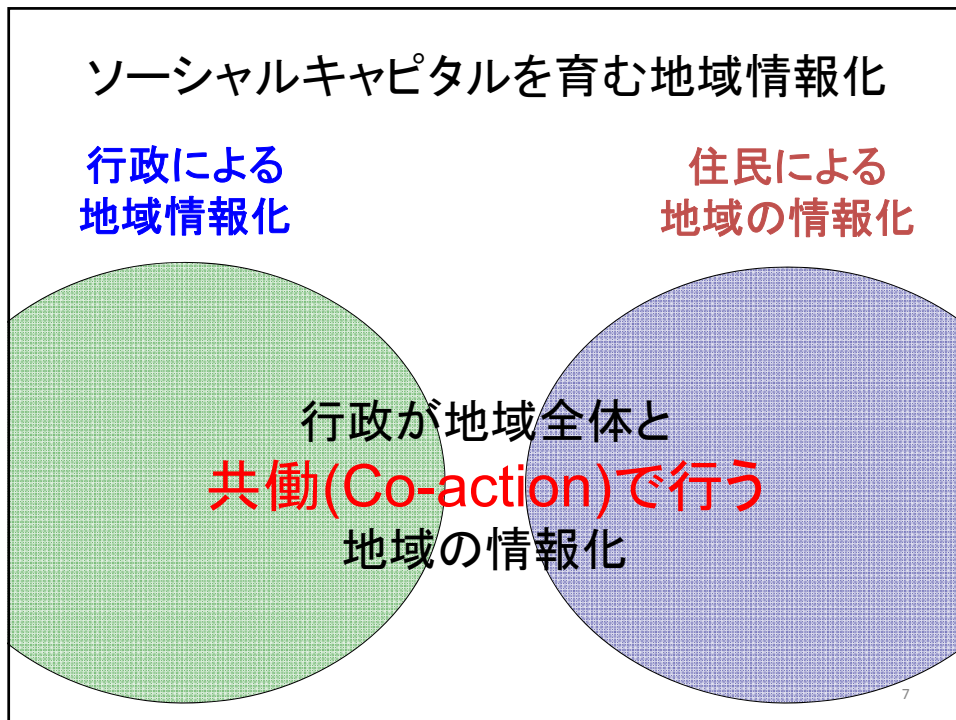 ソーシャルキャピタルを育む地域情報化
行政による
地域情報化
住民による
地域の情報化
行政が地域全体と
共働(Co-action)で行う
地域の情報化
7